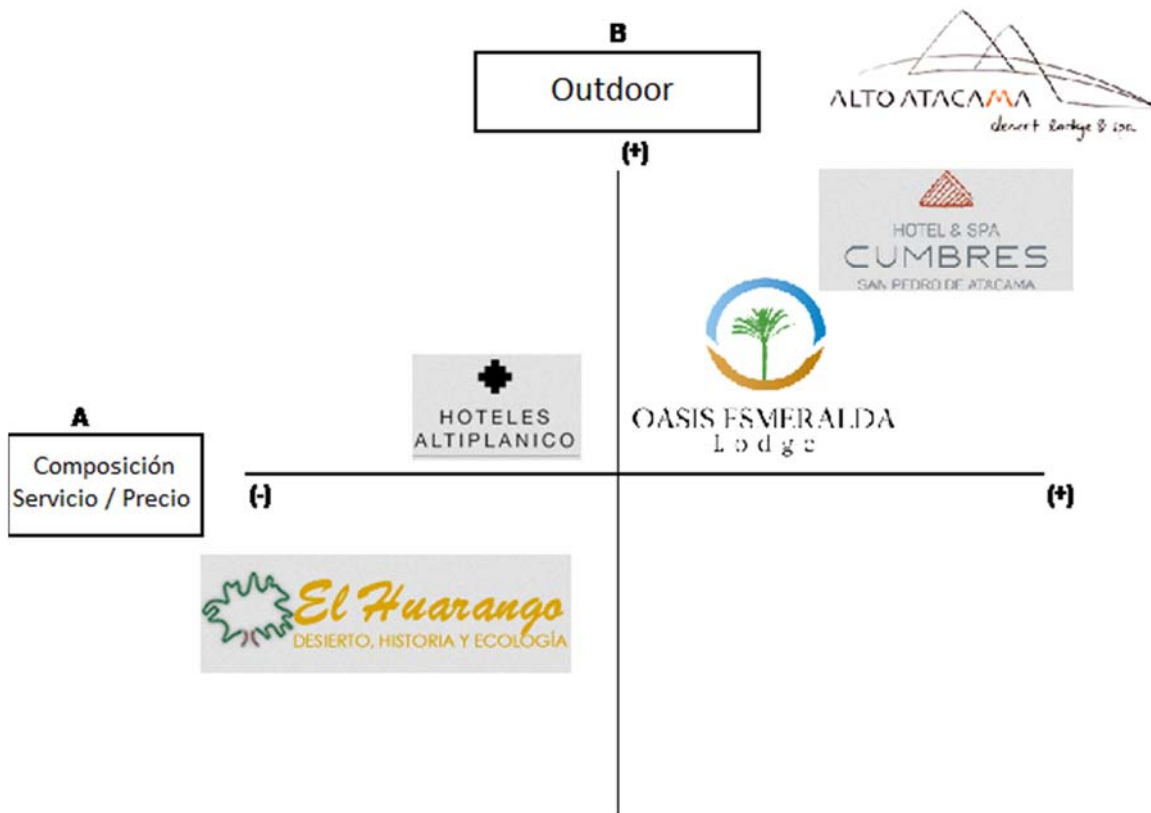 B
Outdoor
(+)
ALTO ATACAMA
desert lodge & spa
HOTEL & SPA
CUMBRES
SAN PEDRO DE ATACAMA
HOTELES
ALTIPLANICO
OASIS ESMERALDA
Lodge
A
Composición
Servicio / Precio
(-)
(+)
El Huarango
DESIERTO, HISTORIA Y ECOLOGÍA